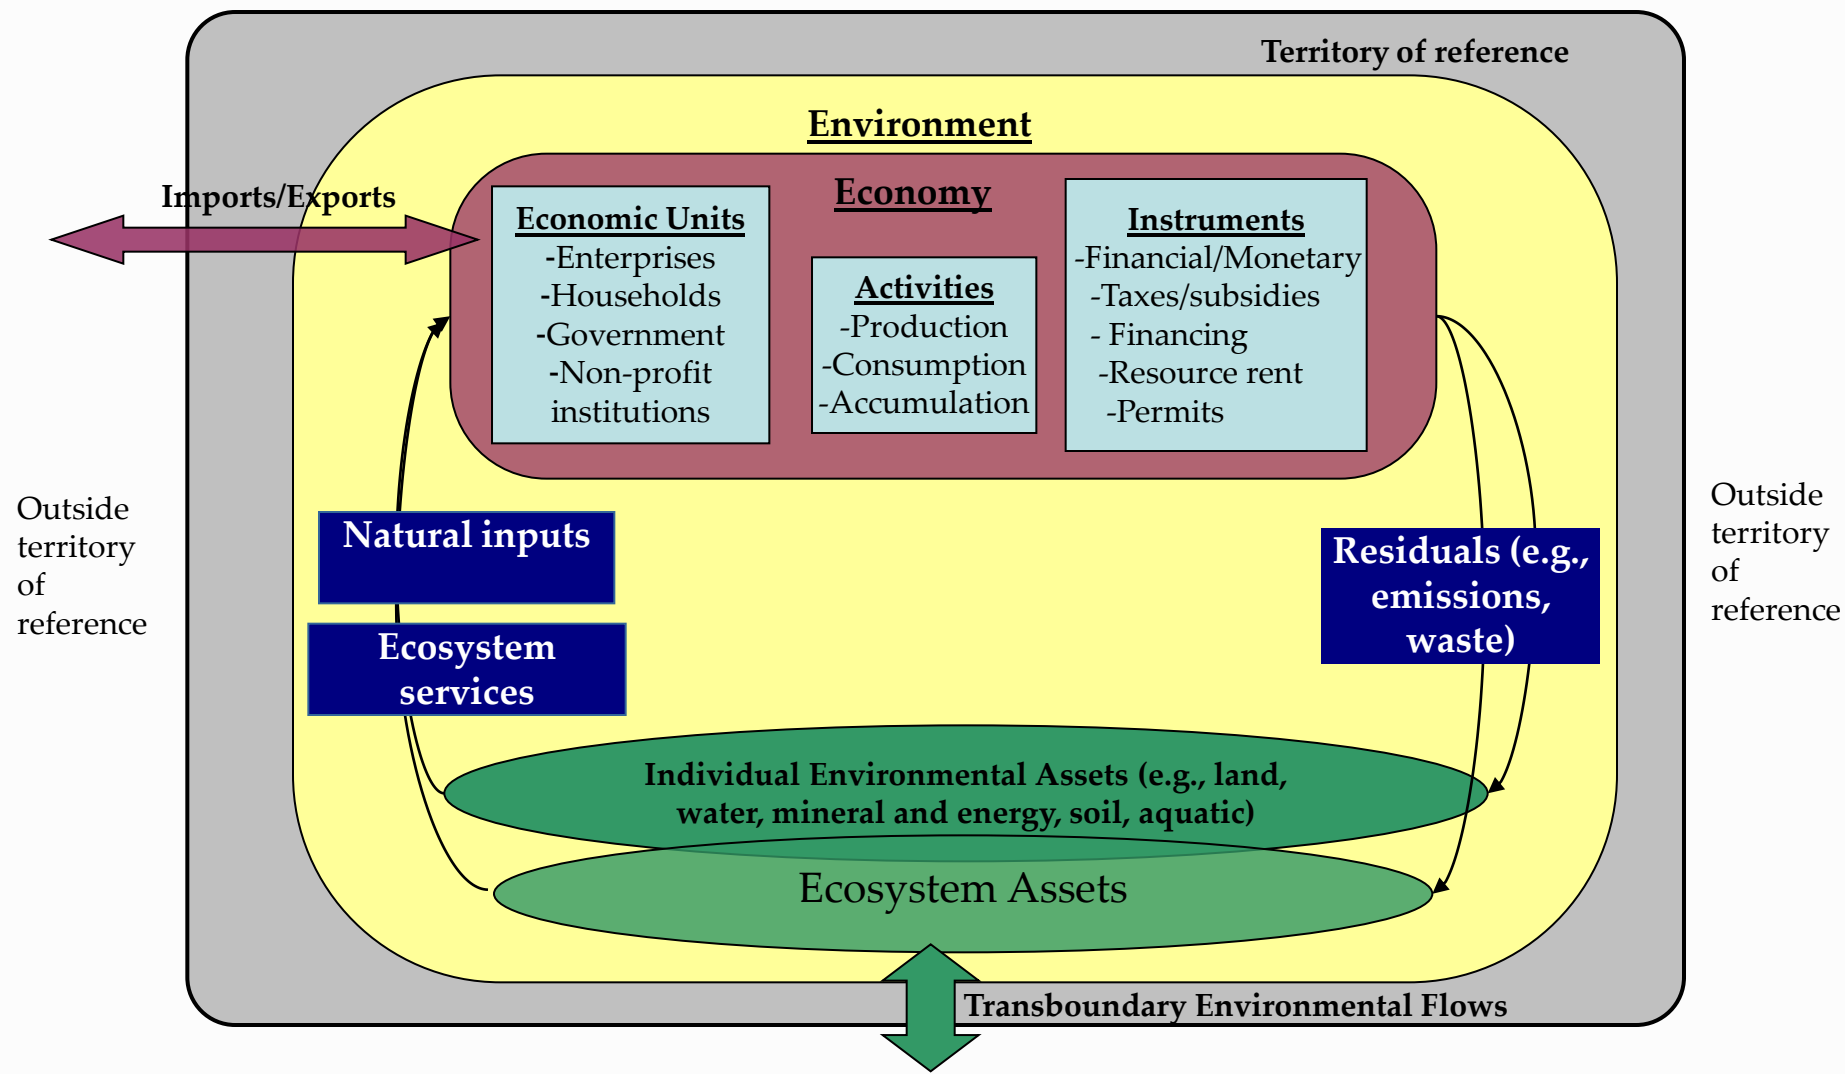 Territory of reference
Environment
Imports/Exports
Economy
Economic Units
-Enterprises
-Households
-Government
-Non-profit
institutions
Activities
-Production
-Consumption
-Accumulation
Instruments
-Financial/Monetary
-Taxes/subsidies
- Financing
-Resource rent
-Permits
Outside
territory
of
reference
Natural inputs
Ecosystem
services
Residuals (e.g.,
emissions,
waste)
Outside
territory
of
reference
Individual Environmental Assets (e.g., land,
water, mineral and energy, soil, aquatic)
Ecosystem Assets
Transboundary Environmental Flows